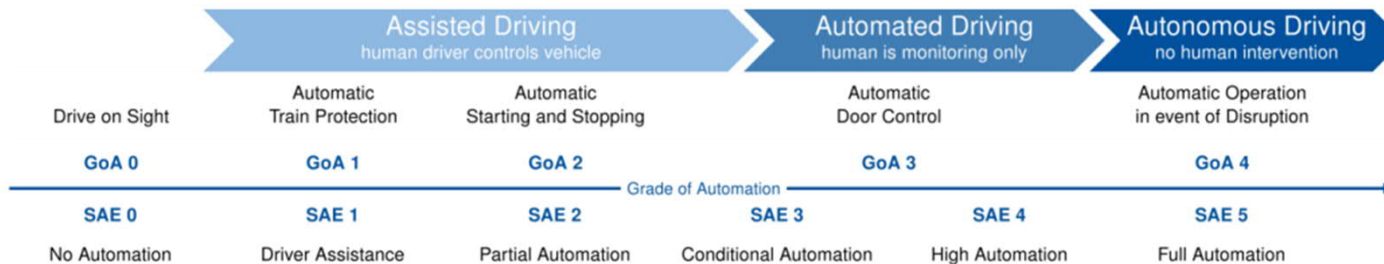 Assisted Driving
human driver controls vehicle
Automated Driving
human is monitoring only
Autonomous Driving
no human intervention
Drive on Sight
Automatic
Train Protection
Automatic
Starting and Stopping
Automatic
Door Control
Automatic Operation
in event of Disruption
GoA 0
GoA 1
GoA 2
GoA 3
GoA 4
Grade of Automation
SAE 0
SAE 1
SAE 2
SAE 3
SAE 4
SAE 5
No Automation
Driver Assistance
Partial Automation
Conditional Automation
High Automation
Full Automation